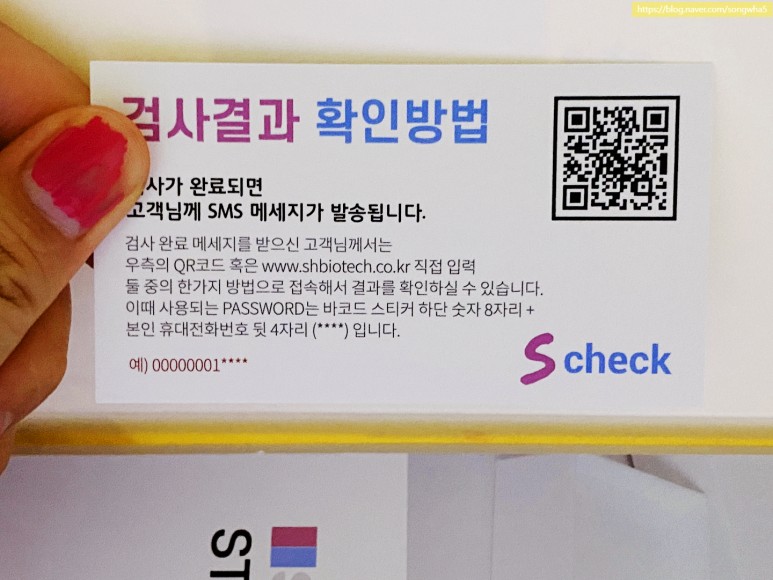 https://blog.naver.com/songwha5
검사결과 확인방법
검사가 완료되면
고객님께 SMS 메세지가 발송됩니다.
검사 완료 메세지를 받으신 고객님께서는
우측의 QR코드 혹은 www.shbiotech.co.kr 직접 입력
둘 중의 한가지 방법으로 접속해서 결과를 확인하실 수 있습니다.
이때 사용되는 PASSWORD는 바코드 스티커 하단 숫자 8자리 +
본인 휴대전화번호 뒷 4자리 (****) 입니다.
예) 00000001****
S check
ST